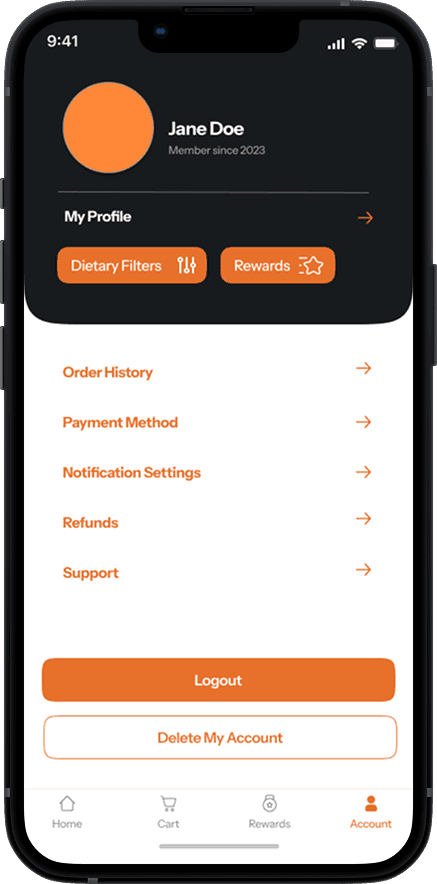 9:41
Jane Doe
Member since 2023
My Profile
Dietary Filters
Rewards
Order History
Payment Method
Notification Settings
Refunds
Support
Logout
Delete My Account
Home
Cart
Rewards
Account